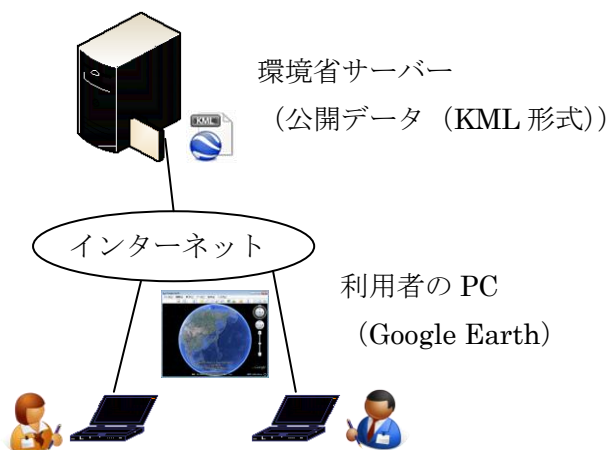 環境省サーバー
（公開データ（KML 形式））
KML
インターネット
利用者の PC
（Google Earth）